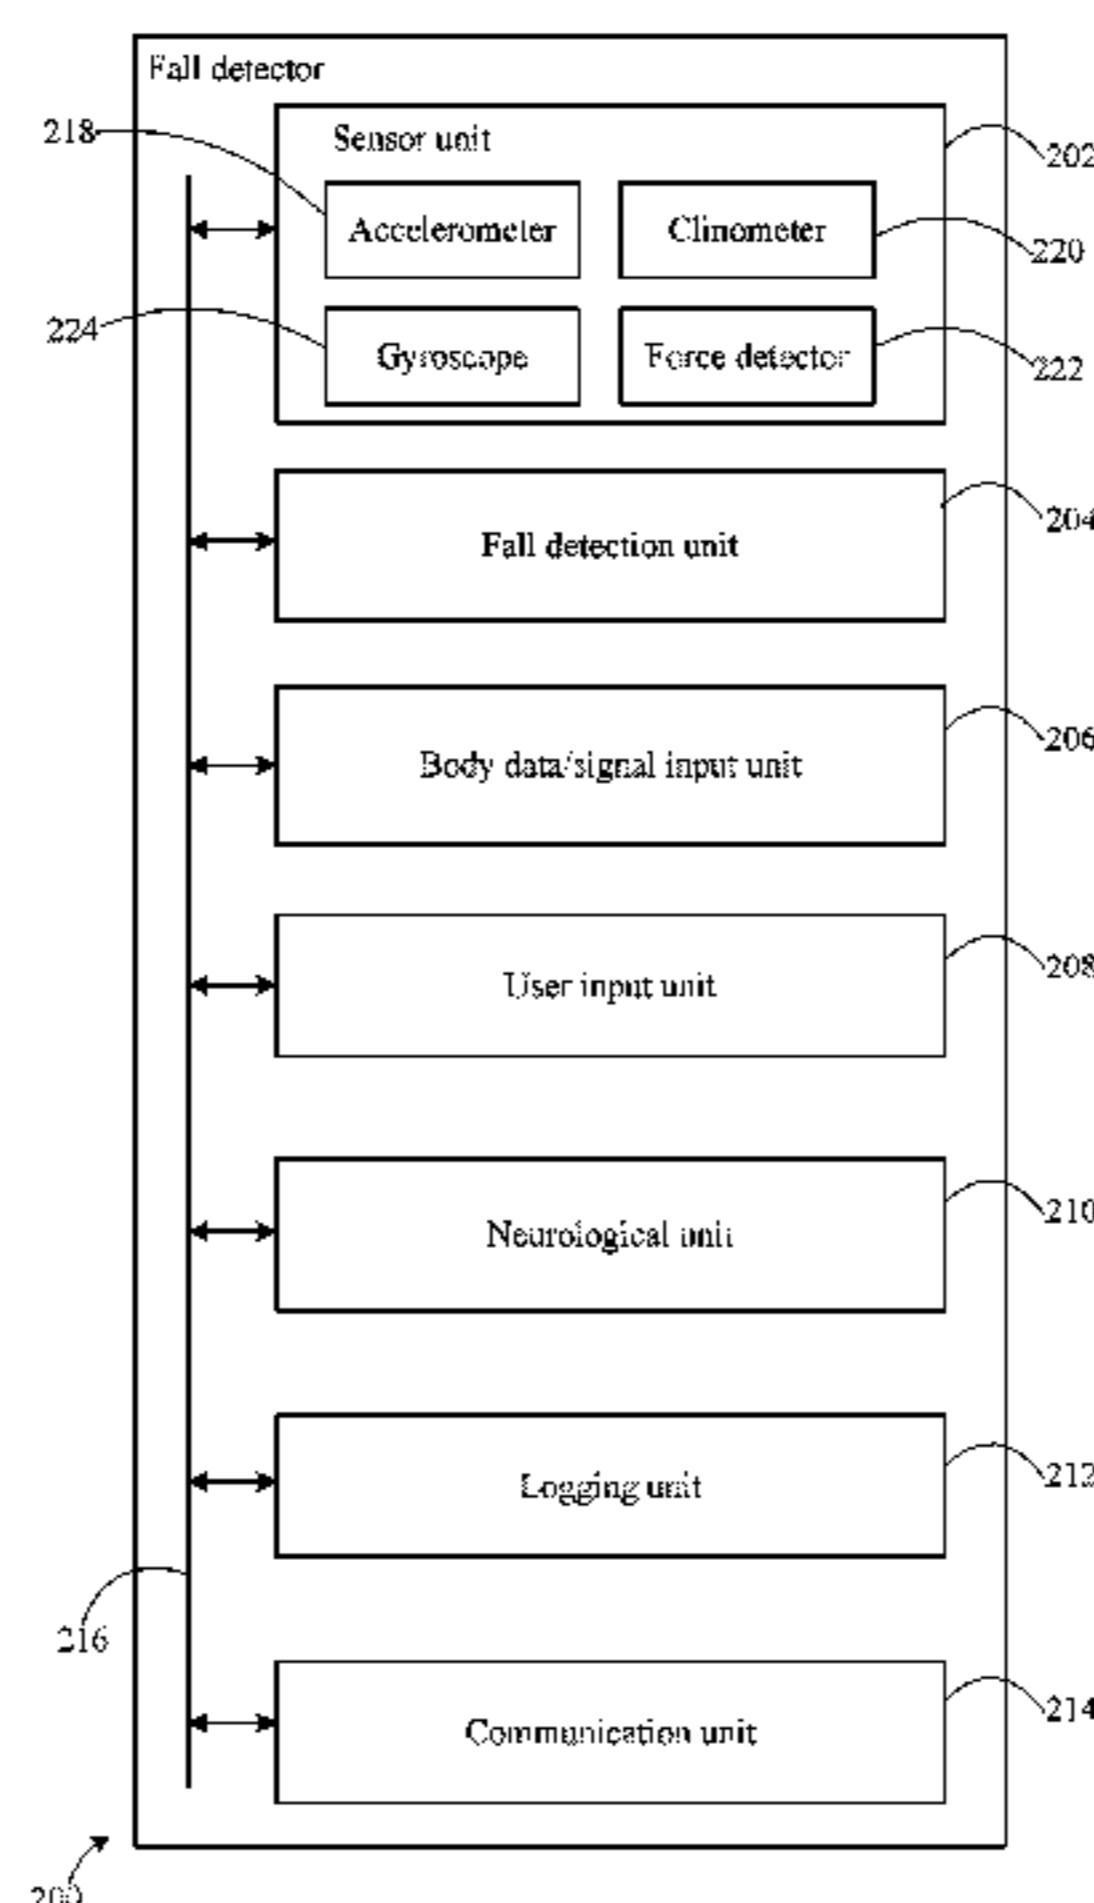 Fall detector
218
Sensor unit
202
Accelerometer
Clinometer
220
224
Gyroscope
Force detector
222
Fall detection unit
204
Body data/signal input unit
206
User input unit
208
Neurological unit
210
Logging unit
212
216
Communication unit
214
200